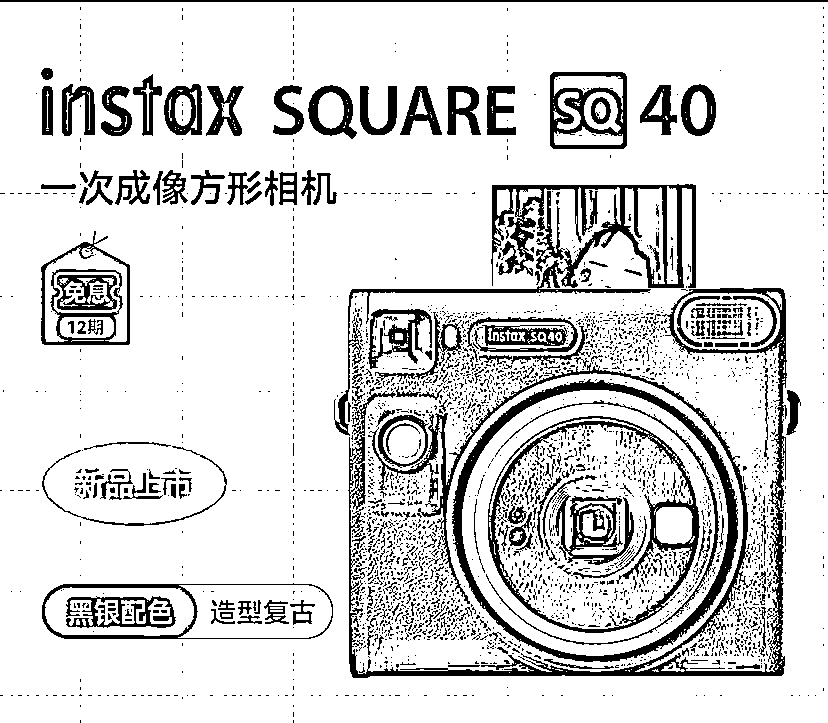 instax SQUARE SQ 40
一次成像方形相机
免息
12期
instax SQ40
新品上市
黑银配色 造型复古